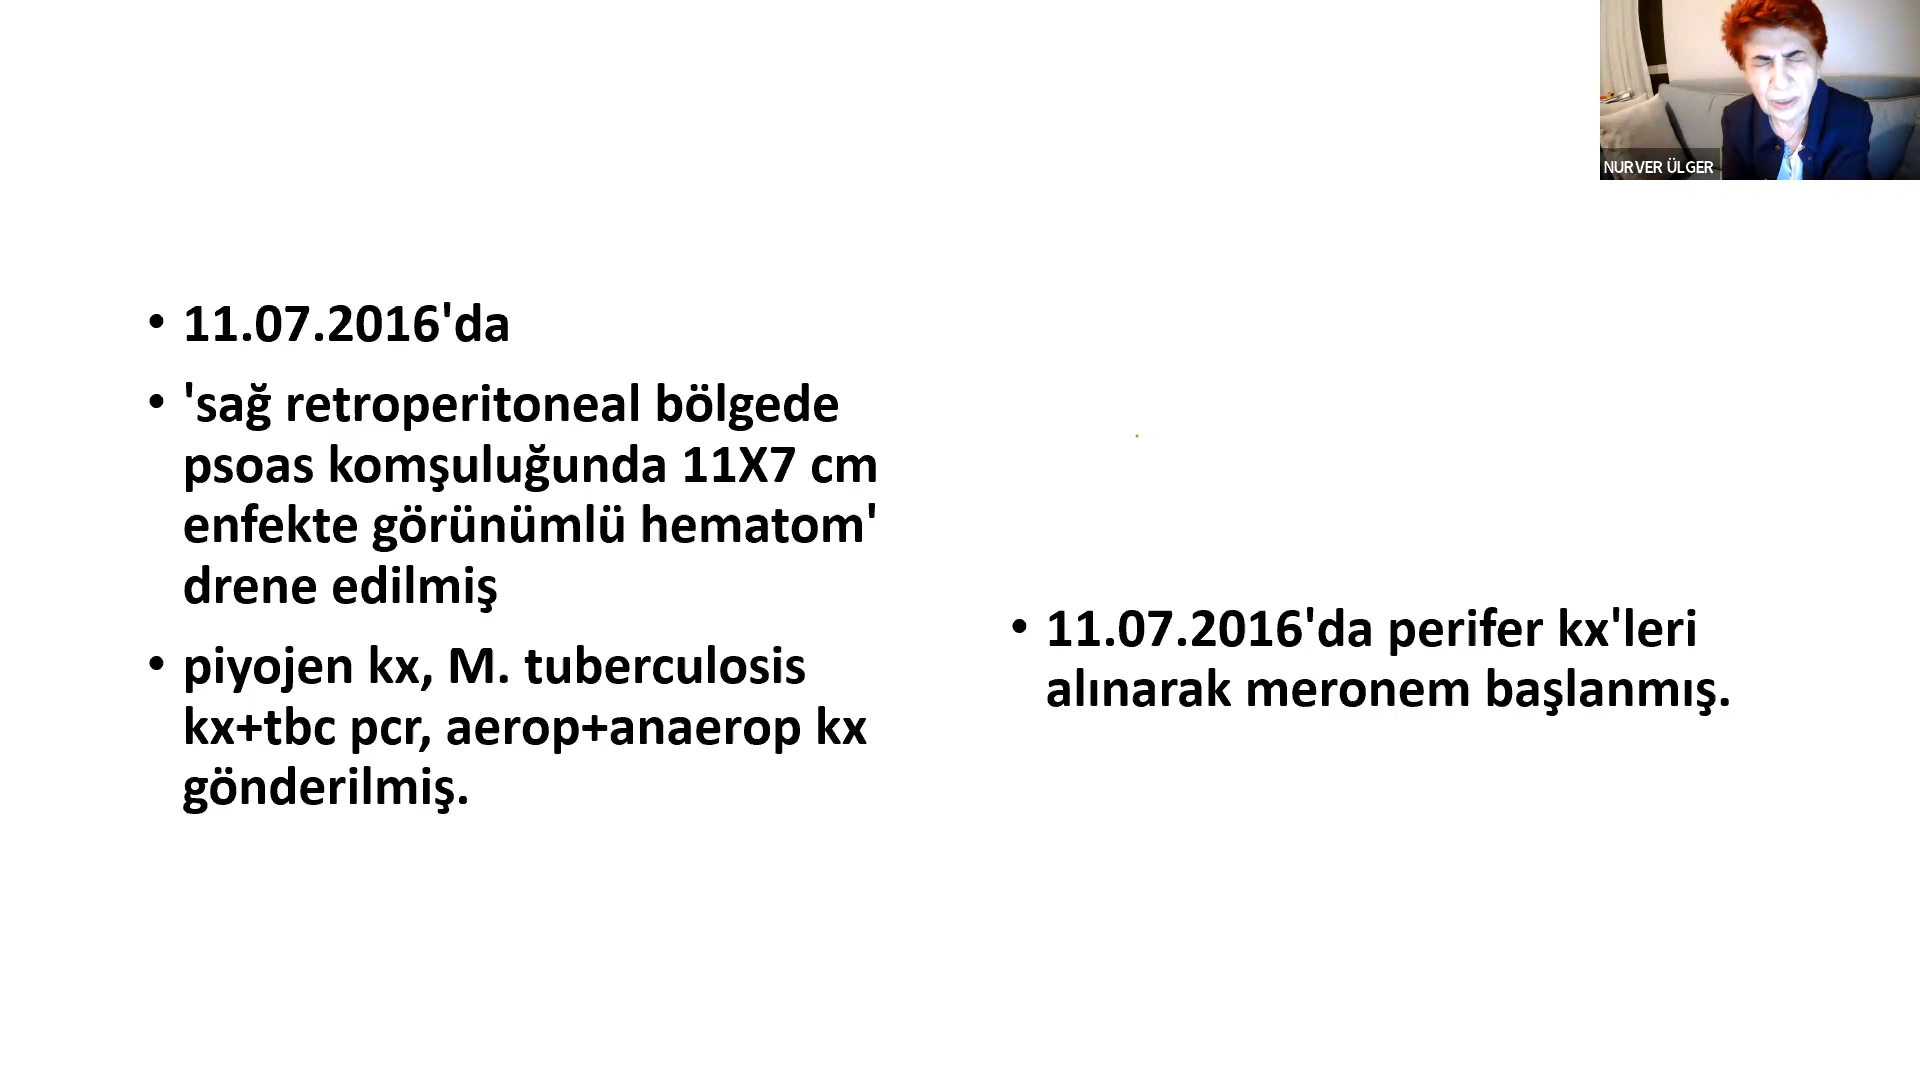 NURVER ÜLGER
• 11.07.2016'da
• 'sağ retroperitoneal bölgede
psoas komşuluğunda 11X7 cm
enfekte görünümlü hematom'
drene edilmiş
• piyojen kx, M. tuberculosis
kx+tbc pcr, aerop+anaerop kx
gönderilmiş.
• 11.07.2016'da perifer kx'leri
alınarak meronem başlanmış.